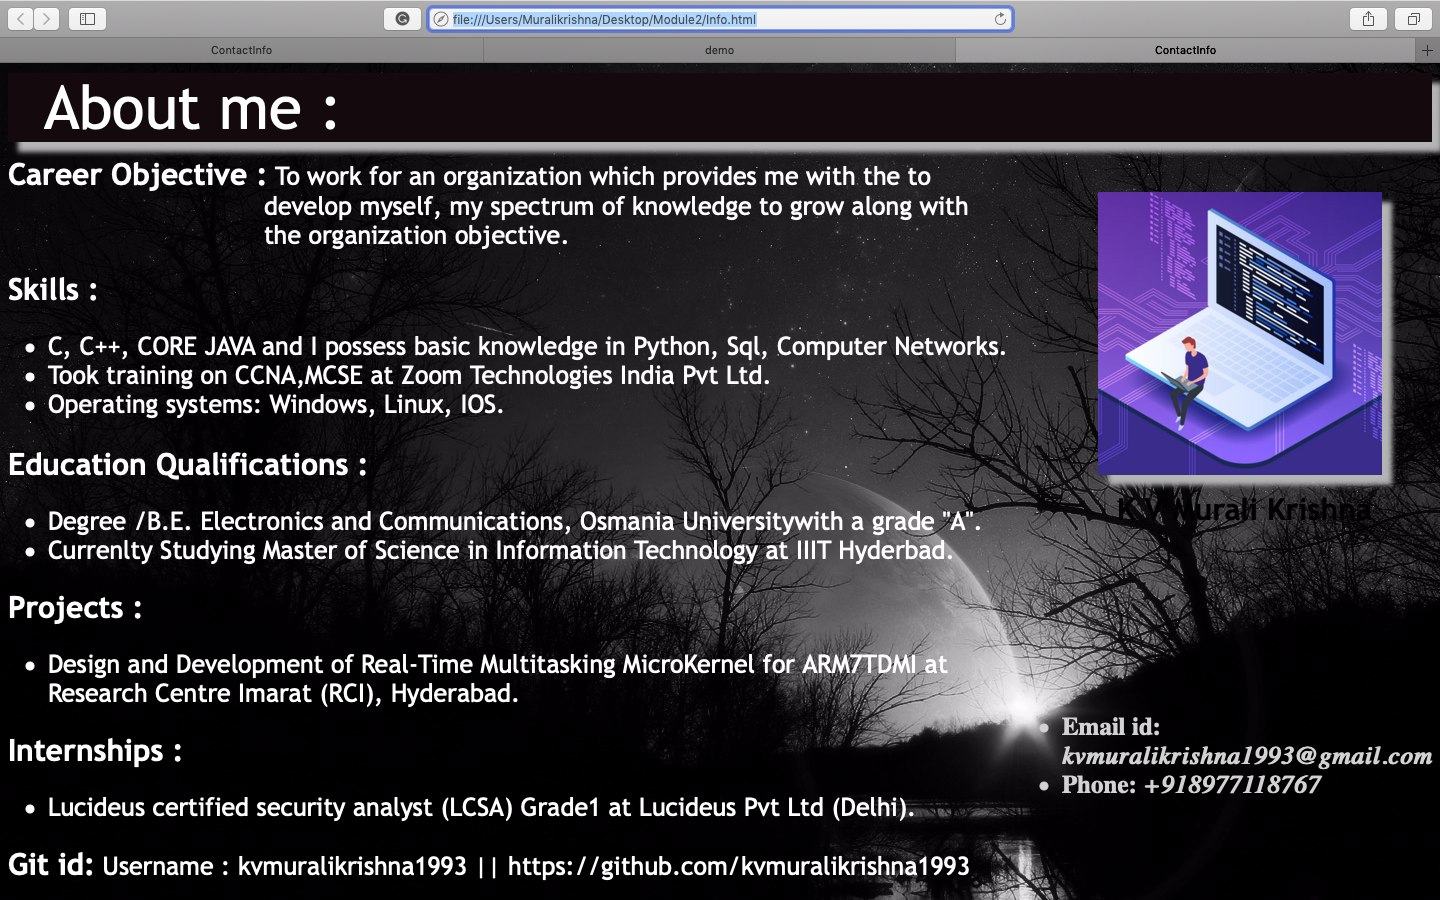 file:///Users/Muralikrishna/Desktop/Module2/Info.html
ContactInfo
demo
ContactInfo
About me :
Career Objective : To work for an organization which provides me with the to
develop myself, my spectrum of knowledge to grow along with
the organization objective.
Skills :
• C, C++, CORE JAVA and I possess basic knowledge in Python, Sql, Computer Networks.
• Took training on CCNA,MCSE at Zoom Technologies India Pvt Ltd.
• Operating systems: Windows, Linux, IOS.
Education Qualifications :
• Degree /B.E. Electronics and Communications, Osmania Universitywith a grade "A".
• Currenlty Studying Master of Science in Information Technology at IIIT Hyderbad.
Projects :
• Design and Development of Real-Time Multitasking MicroKernel for ARM7TDMI at
Research Centre Imarat (RCI), Hyderabad.
Internships :
• Lucideus certified security analyst (LCSA) Grade1 at Lucideus Pvt Ltd (Delhi).
Git id: Username : kvmuralikrishna1993 || https://github.com/kvmuralikrishna1993
K V Murali Krishna
• Email id:
kvmuralikrishna1993@gmail.com
• Phone: +918977118767